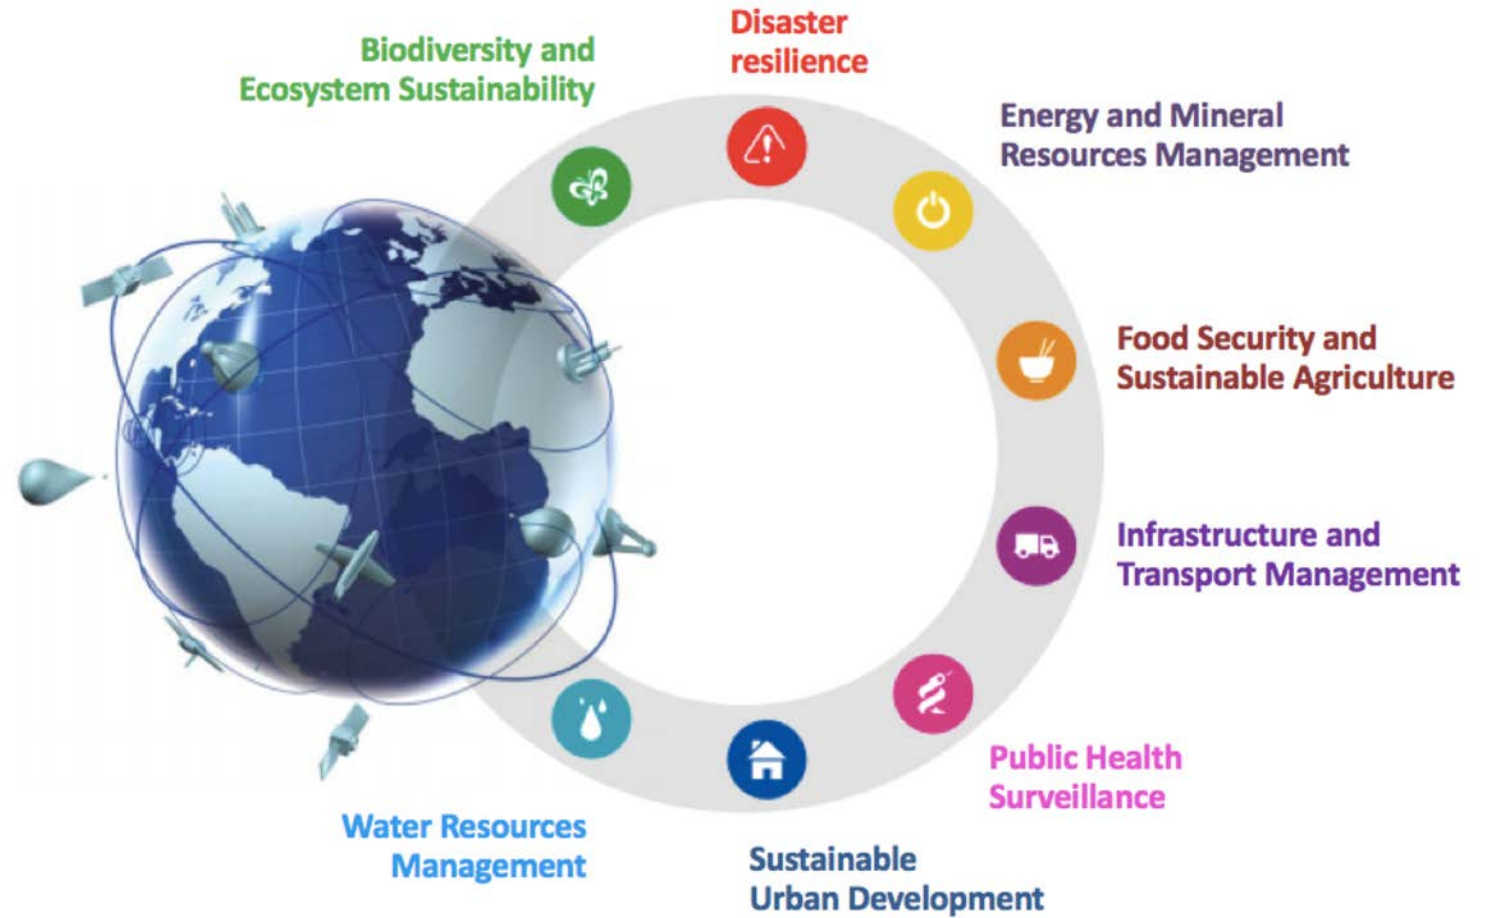 Biodiversity and
Ecosystem Sustainability
Disaster
resilience
Energy and Mineral
Resources Management
Food Security and
Sustainable Agriculture
Infrastructure and
Transport Management
Public Health
Surveillance
Sustainable
Urban Development
Water Resources
Management